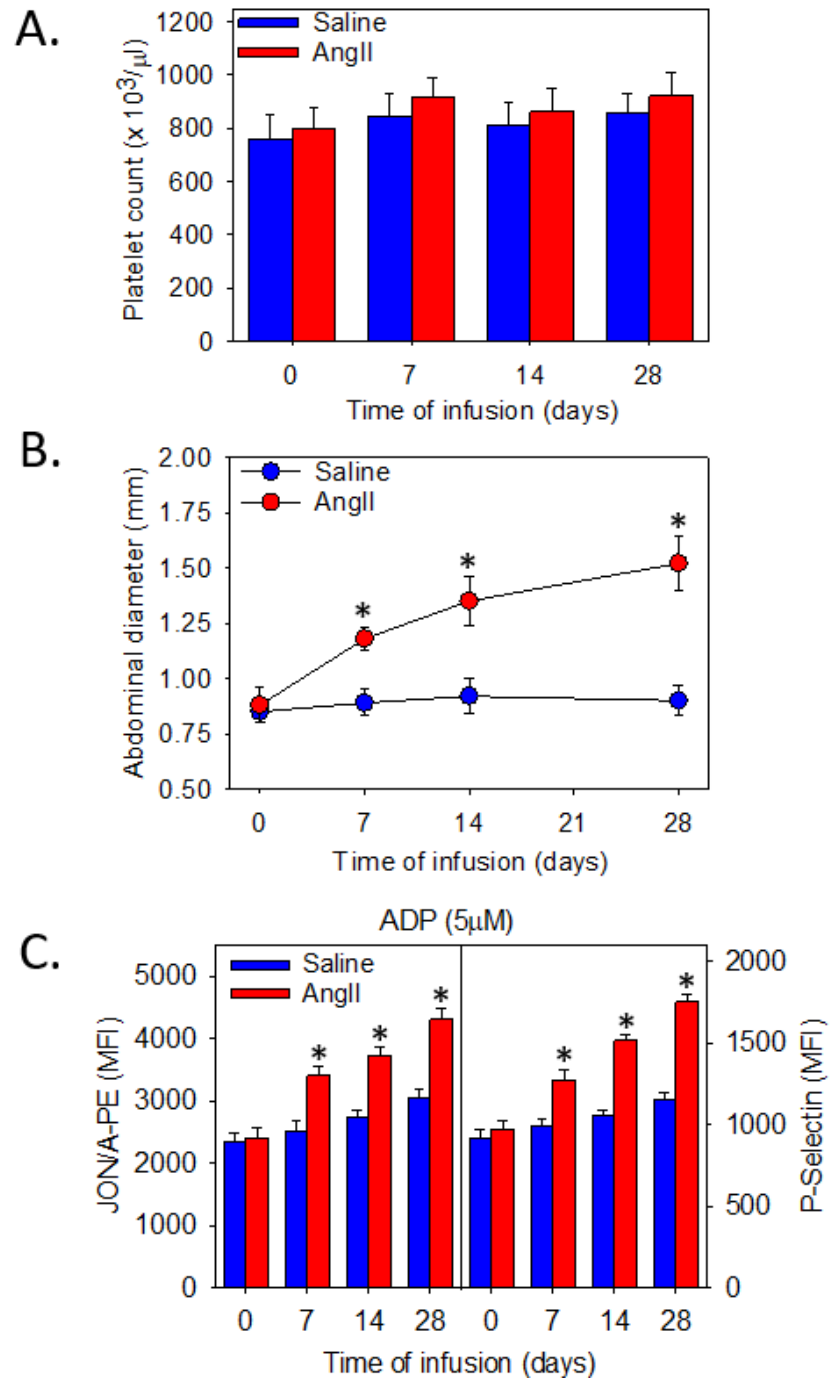 A.
Saline
AngII
Platelet count (x 10³/µl)
1200
1000
800
600
400
200
0
0 7 14 28
Time of infusion (days)
B.
Saline
AngII
Abdominal diameter (mm)
2.00
1.75
1.50
1.25
1.00
0.75
0.50
* * *
0 7 14 21 28
Time of infusion (days)
C.
ADP (5µM)
Saline
AngII
JON/A-PE (MFI)
5000
4000
3000
2000
1000
0
* * *
* * *
P-Selectin (MFI)
2000
1500
1000
500
0
0 7 14 28 0 7 14 28
Time of infusion (days)